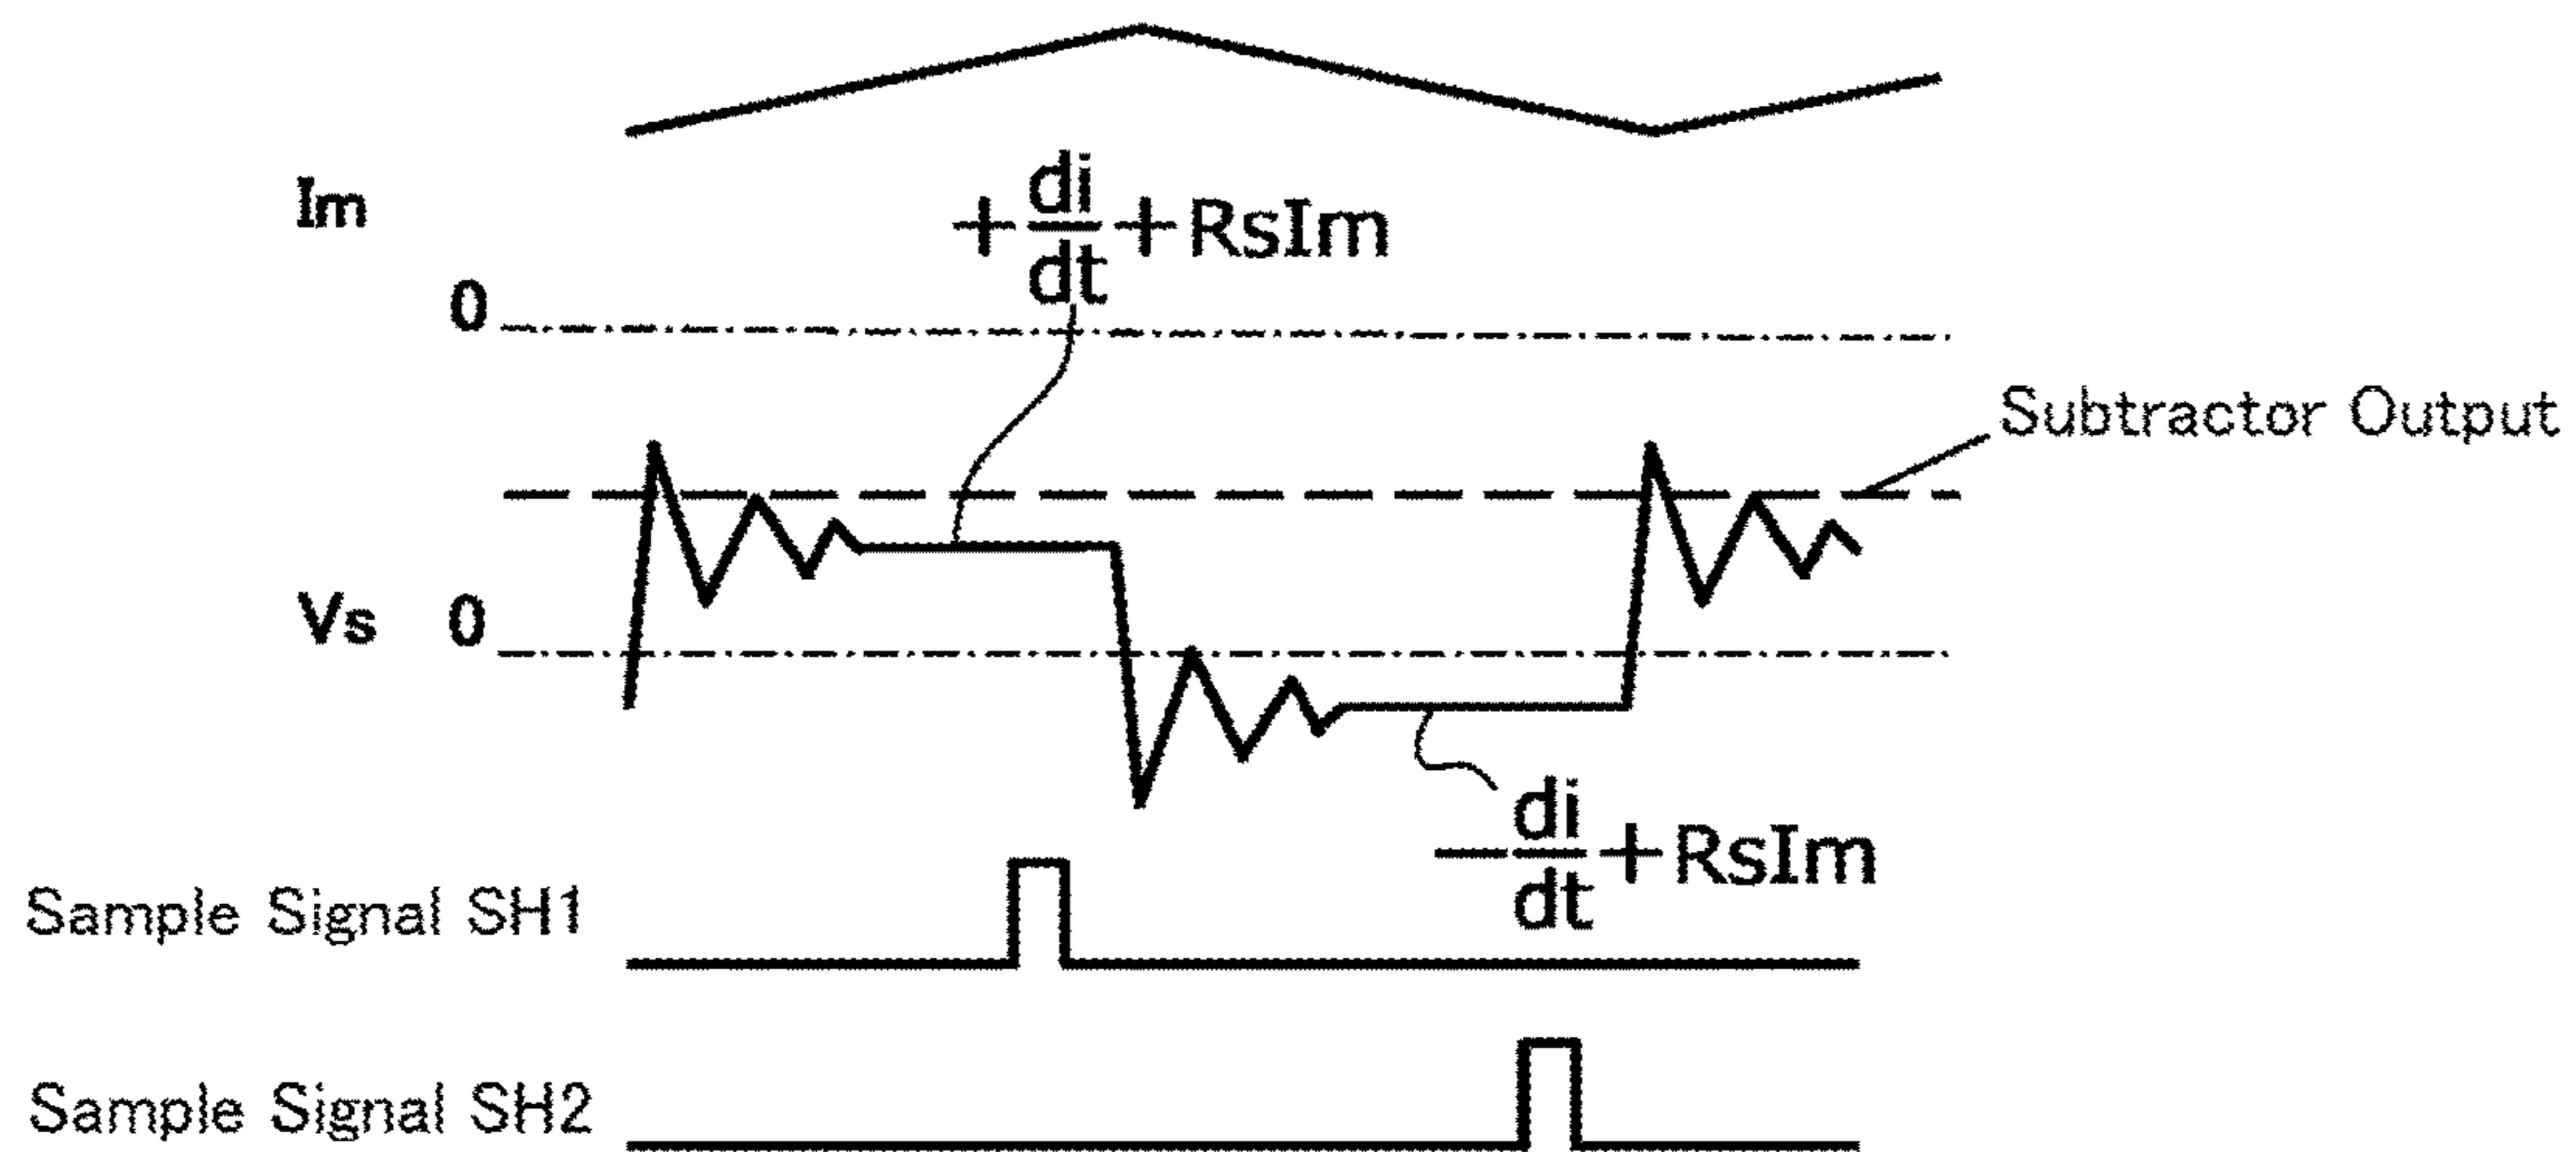 Im
+ di/dt + RsIm
0
Subtractor Output
Vs 0
- di/dt + RsIm
Sample Signal SH1
Sample Signal SH2